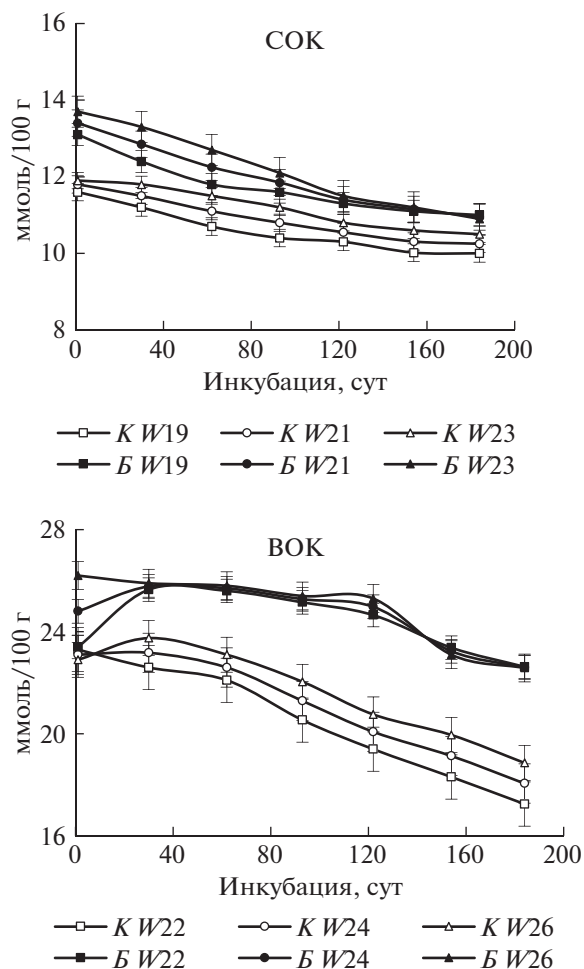 16
СОК
14
ммоль/100 г
12
10
8
0 40 80 120 160 200
Инкубация, сут
К W19 К W21 К W23
Б W19 Б W21 Б W23
28
ВОК
24
ммоль/100 г
20
16
0 40 80 120 160 200
Инкубация, сут
К W22 К W24 К W26
Б W22 Б W24 Б W26